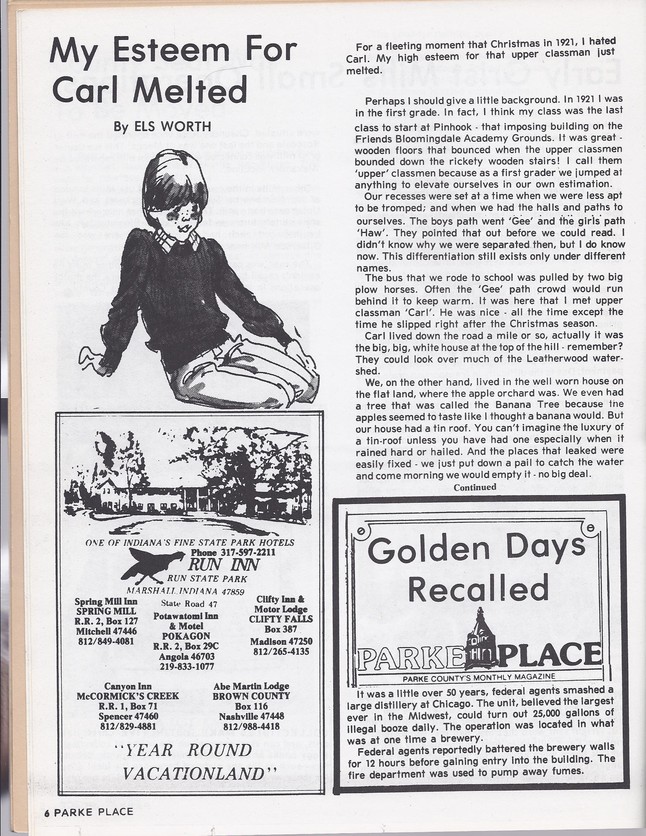 My Esteem For
Carl Melted
By ELS WORTH
For a fleeting moment that Christmas in 1921, I hated
Carl. My high esteem for that upper classman just
melted.
Perhaps I should give a little background. In 1921 I was
in the first grade. In fact, I think my class was the last
class to start at Pinhook - that imposing building on the
Friends Bloomingdale Academy Grounds. It was great -
wooden floors that bounced when the upper classmen
bounded down the rickety wooden stairs! I call them
'upper' classmen because as a first grader we jumped at
anything to elevate ourselves in our own estimation.
Our recesses were set at a time when we were less apt
to be tromped; and when we had the halls and paths to
ourselves. The boys path went 'Gee' and the girls path
'Haw'. They pointed that out before we could read. I
didn't know why we were separated then, but I do know
now. This differentiation still exists only under different
names.
The bus that we rode to school was pulled by two big
plow horses. Often the 'Gee' path crowd would run
behind it to keep warm. It was here that I met upper
classman 'Carl'. He was nice - all the time except the
time he slipped right after the Christmas season.
Carl lived down the road a mile or so, actually it was
the big, big, white house at the top of the hill - remember?
They could look over much of the Leatherwood water-
shed.
We, on the other hand, lived in the well worn house on
the flat land, where the apple orchard was. We even had
a tree that was called the Banana Tree because the
apples seemed to taste like I thought a banana would. But
our house had a tin roof. You can't imagine the luxury of
a tin-roof unless you have had one especially when it
rained hard or hailed. And the places that leaked were
easily fixed - we just put down a pail to catch the water
and come morning we would empty it - no big deal.
Continued
ONE OF INDIANA'S FINE STATE PARK HOTELS
Phone 317-597-2211
RUN INN
RUN STATE PARK
MARSHALL INDIANA 47859
State Road 47
Spring Mill Inn
SPRING MILL
R.R. 2, Box 127
Mitchell 47446
812/849-4081
Potawatomi Inn
& Motel
POKAGON
R.R. 2, Box 29C
Angola 46703
219-833-1077
Clifty Inn &
Motor Lodge
CLIFTY FALLS
Box 387
Madison 47250
812/265-4135
Canyon Inn
McCORMICK'S CREEK
R.R. 1, Box 71
Spencer 47460
812/829-4881
Abe Martin Lodge
BROWN COUNTY
Box 116
Nashville 47448
812/988-4418
"YEAR ROUND
VACATIONLAND"
Golden Days
Recalled
PARKE PLACE
PARKE COUNTY'S MONTHLY MAGAZINE
It was a little over 50 years, federal agents smashed a
large distillery at Chicago. The unit, believed the largest
ever in the Midwest, could turn out 25,000 gallons of
illegal booze daily. The operation was located in what
was at one time a brewery.
Federal agents reportedly battered the brewery walls
for 12 hours before gaining entry into the building. The
fire department was used to pump away fumes.
6 PARKE PLACE